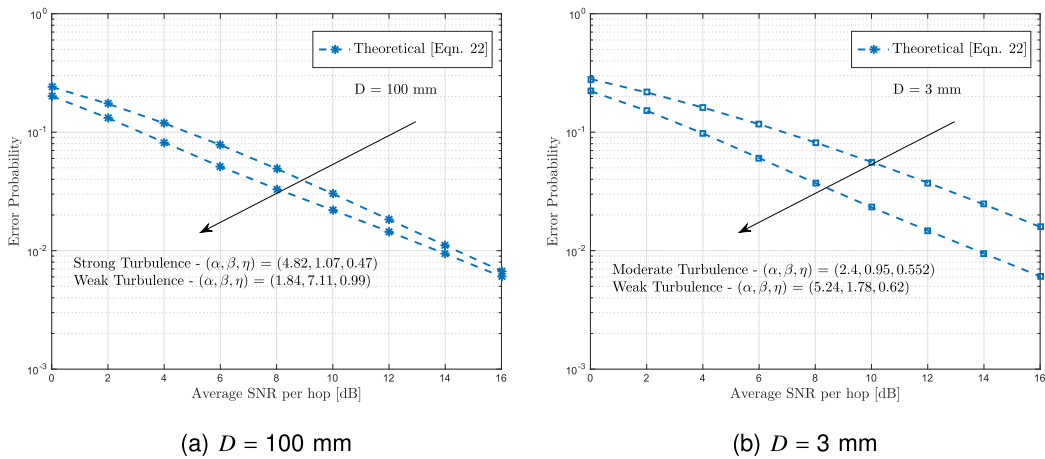 10^0
10^-1
10^-2
10^-3
Error Probability
Theoretical [Eqn. 22]
D = 100 mm
Strong Turbulence - (α, β, η) = (4.82, 1.07, 0.47)
Weak Turbulence - (α, β, η) = (1.84, 7.11, 0.99)
0 2 4 6 8 10 12 14 16
Average SNR per hop [dB]
(a) D = 100 mm
10^0
10^-1
10^-2
10^-3
Error Probability
Theoretical [Eqn. 22]
D = 3 mm
Moderate Turbulence - (α, β, η) = (2.4, 0.95, 0.552)
Weak Turbulence - (α, β, η) = (5.24, 1.78, 0.62)
0 2 4 6 8 10 12 14 16
Average SNR per hop [dB]
(b) D = 3 mm